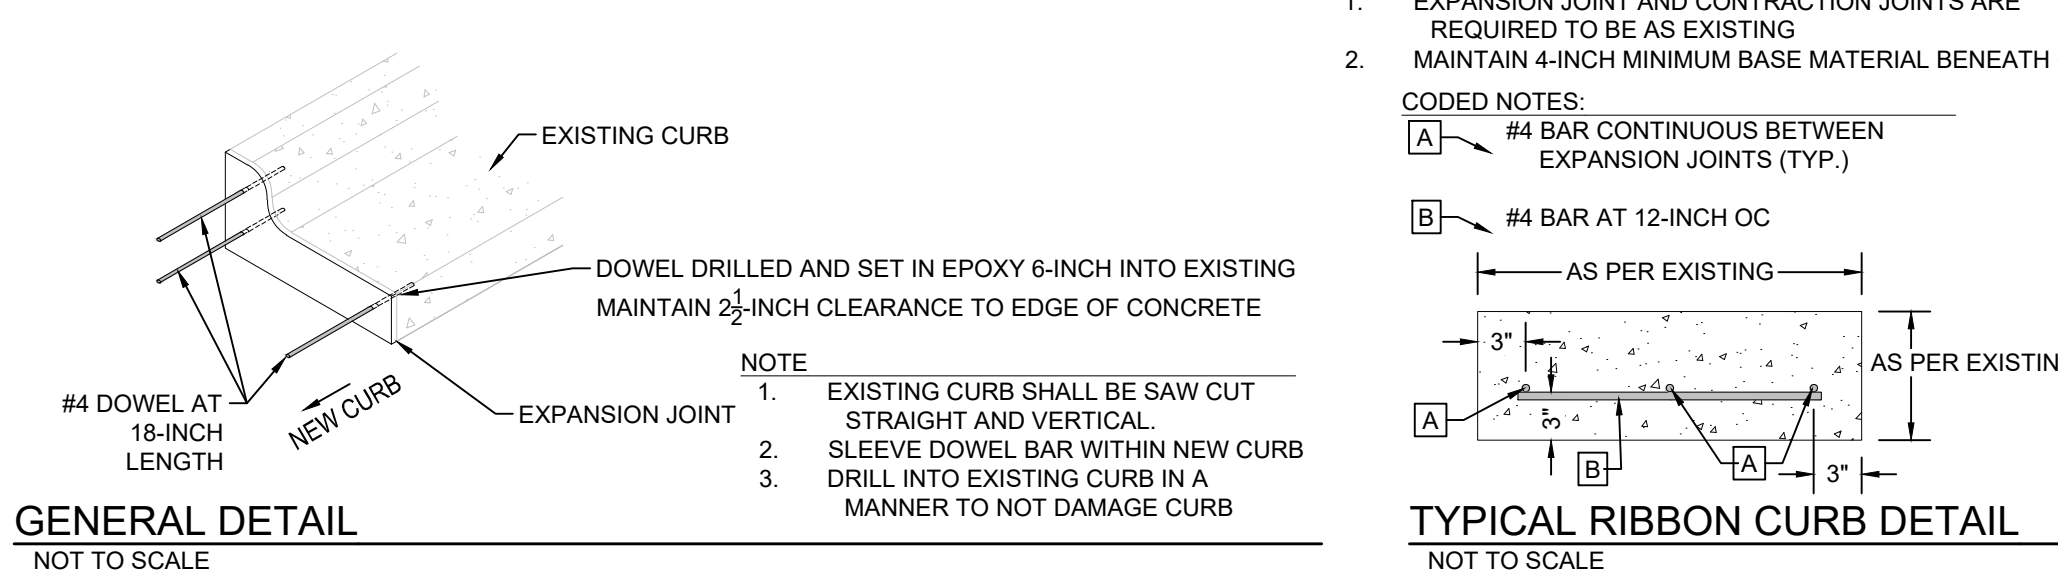 EXISTING CURB
DOWEL DRILLED AND SET IN EPOXY 6-INCH INTO EXISTING
MAINTAIN 2 1/2-INCH CLEARANCE TO EDGE OF CONCRETE
#4 DOWEL AT
18-INCH
LENGTH
NEW CURB
EXPANSION JOINT
NOTE
1. EXISTING CURB SHALL BE SAW CUT
STRAIGHT AND VERTICAL.
2. SLEEVE DOWEL BAR WITHIN NEW CURB
3. DRILL INTO EXISTING CURB IN A
MANNER TO NOT DAMAGE CURB
GENERAL DETAIL
NOT TO SCALE
1. EXPANSION JOINT AND CONTRACTION JOINTS ARE
REQUIRED TO BE AS EXISTING
2. MAINTAIN 4-INCH MINIMUM BASE MATERIAL BENEATH
CODED NOTES:
A #4 BAR CONTINUOUS BETWEEN
EXPANSION JOINTS (TYP.)
B #4 BAR AT 12-INCH OC
AS PER EXISTING
3"
AS PER EXISTIN
A
3"
B
A
3"
TYPICAL RIBBON CURB DETAIL
NOT TO SCALE